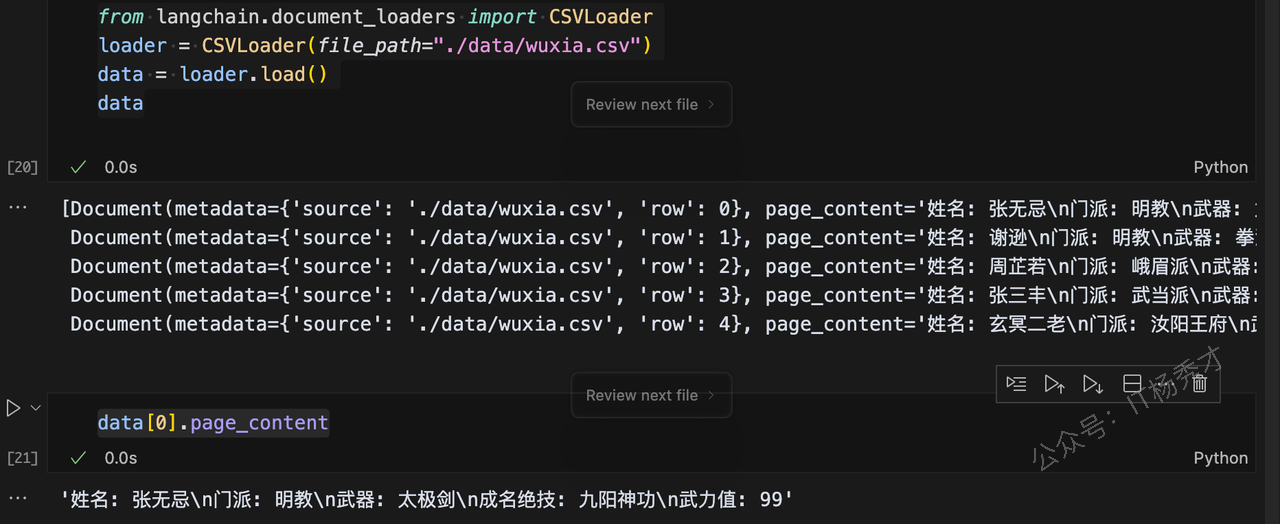 from langchain.document_loaders import CSVLoader
loader = CSVLoader(file_path="./data/wuxia.csv")
data = loader.load()
data
Review next file
[20]
0.0s
Python
[Document(metadata={'source': './data/wuxia.csv', 'row': 0}, page_content='姓名: 张无忌\n门派: 明教\n武器:
Document(metadata={'source': './data/wuxia.csv', 'row': 1}, page_content='姓名: 谢逊\n门派: 明教\n武器: 拳
Document(metadata={'source': './data/wuxia.csv', 'row': 2}, page_content='姓名: 周芷若\n门派: 峨眉派\n武器:
Document(metadata={'source': './data/wuxia.csv', 'row': 3}, page_content='姓名: 张三丰\n门派: 武当派\n武器:
Document(metadata={'source': './data/wuxia.csv', 'row': 4}, page_content='姓名: 玄冥二老\n门派: 汝阳王府\n
Review next file
data[0].page_content
[21]
0.0s
Python
公众号：IT杨秀才
'姓名: 张无忌\n门派: 明教\n武器: 太极剑\n成名绝技: 九阳神功\n武力值: 99'